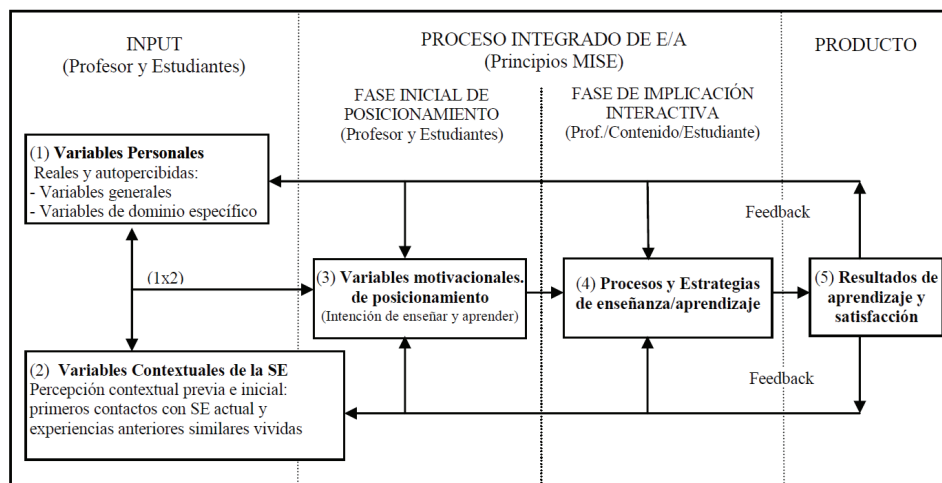 INPUT
(Profesor y Estudiantes)
PROCESO INTEGRADO DE E/A
(Principios MISE)
PRODUCTO
FASE INICIAL DE
POSICIONAMIENTO
(Profesor y Estudiantes)
FASE DE IMPLICACIÓN
INTERACTIVA
(Prof./Contenido/Estudiante)
(1) Variables Personales
Reales y autopercibidas:
- Variables generales
- Variables de dominio específico
Feedback
(1x2)
(3) Variables motivacionales.
de posicionamiento
(Intención de enseñar y aprender)
(4) Procesos y Estrategias
de enseñanza/aprendizaje
(5) Resultados de
aprendizaje y
satisfacción
(2) Variables Contextuales de la SE
Percepción contextual previa e inicial:
primeros contactos con SE actual y
experiencias anteriores similares vividas
Feedback